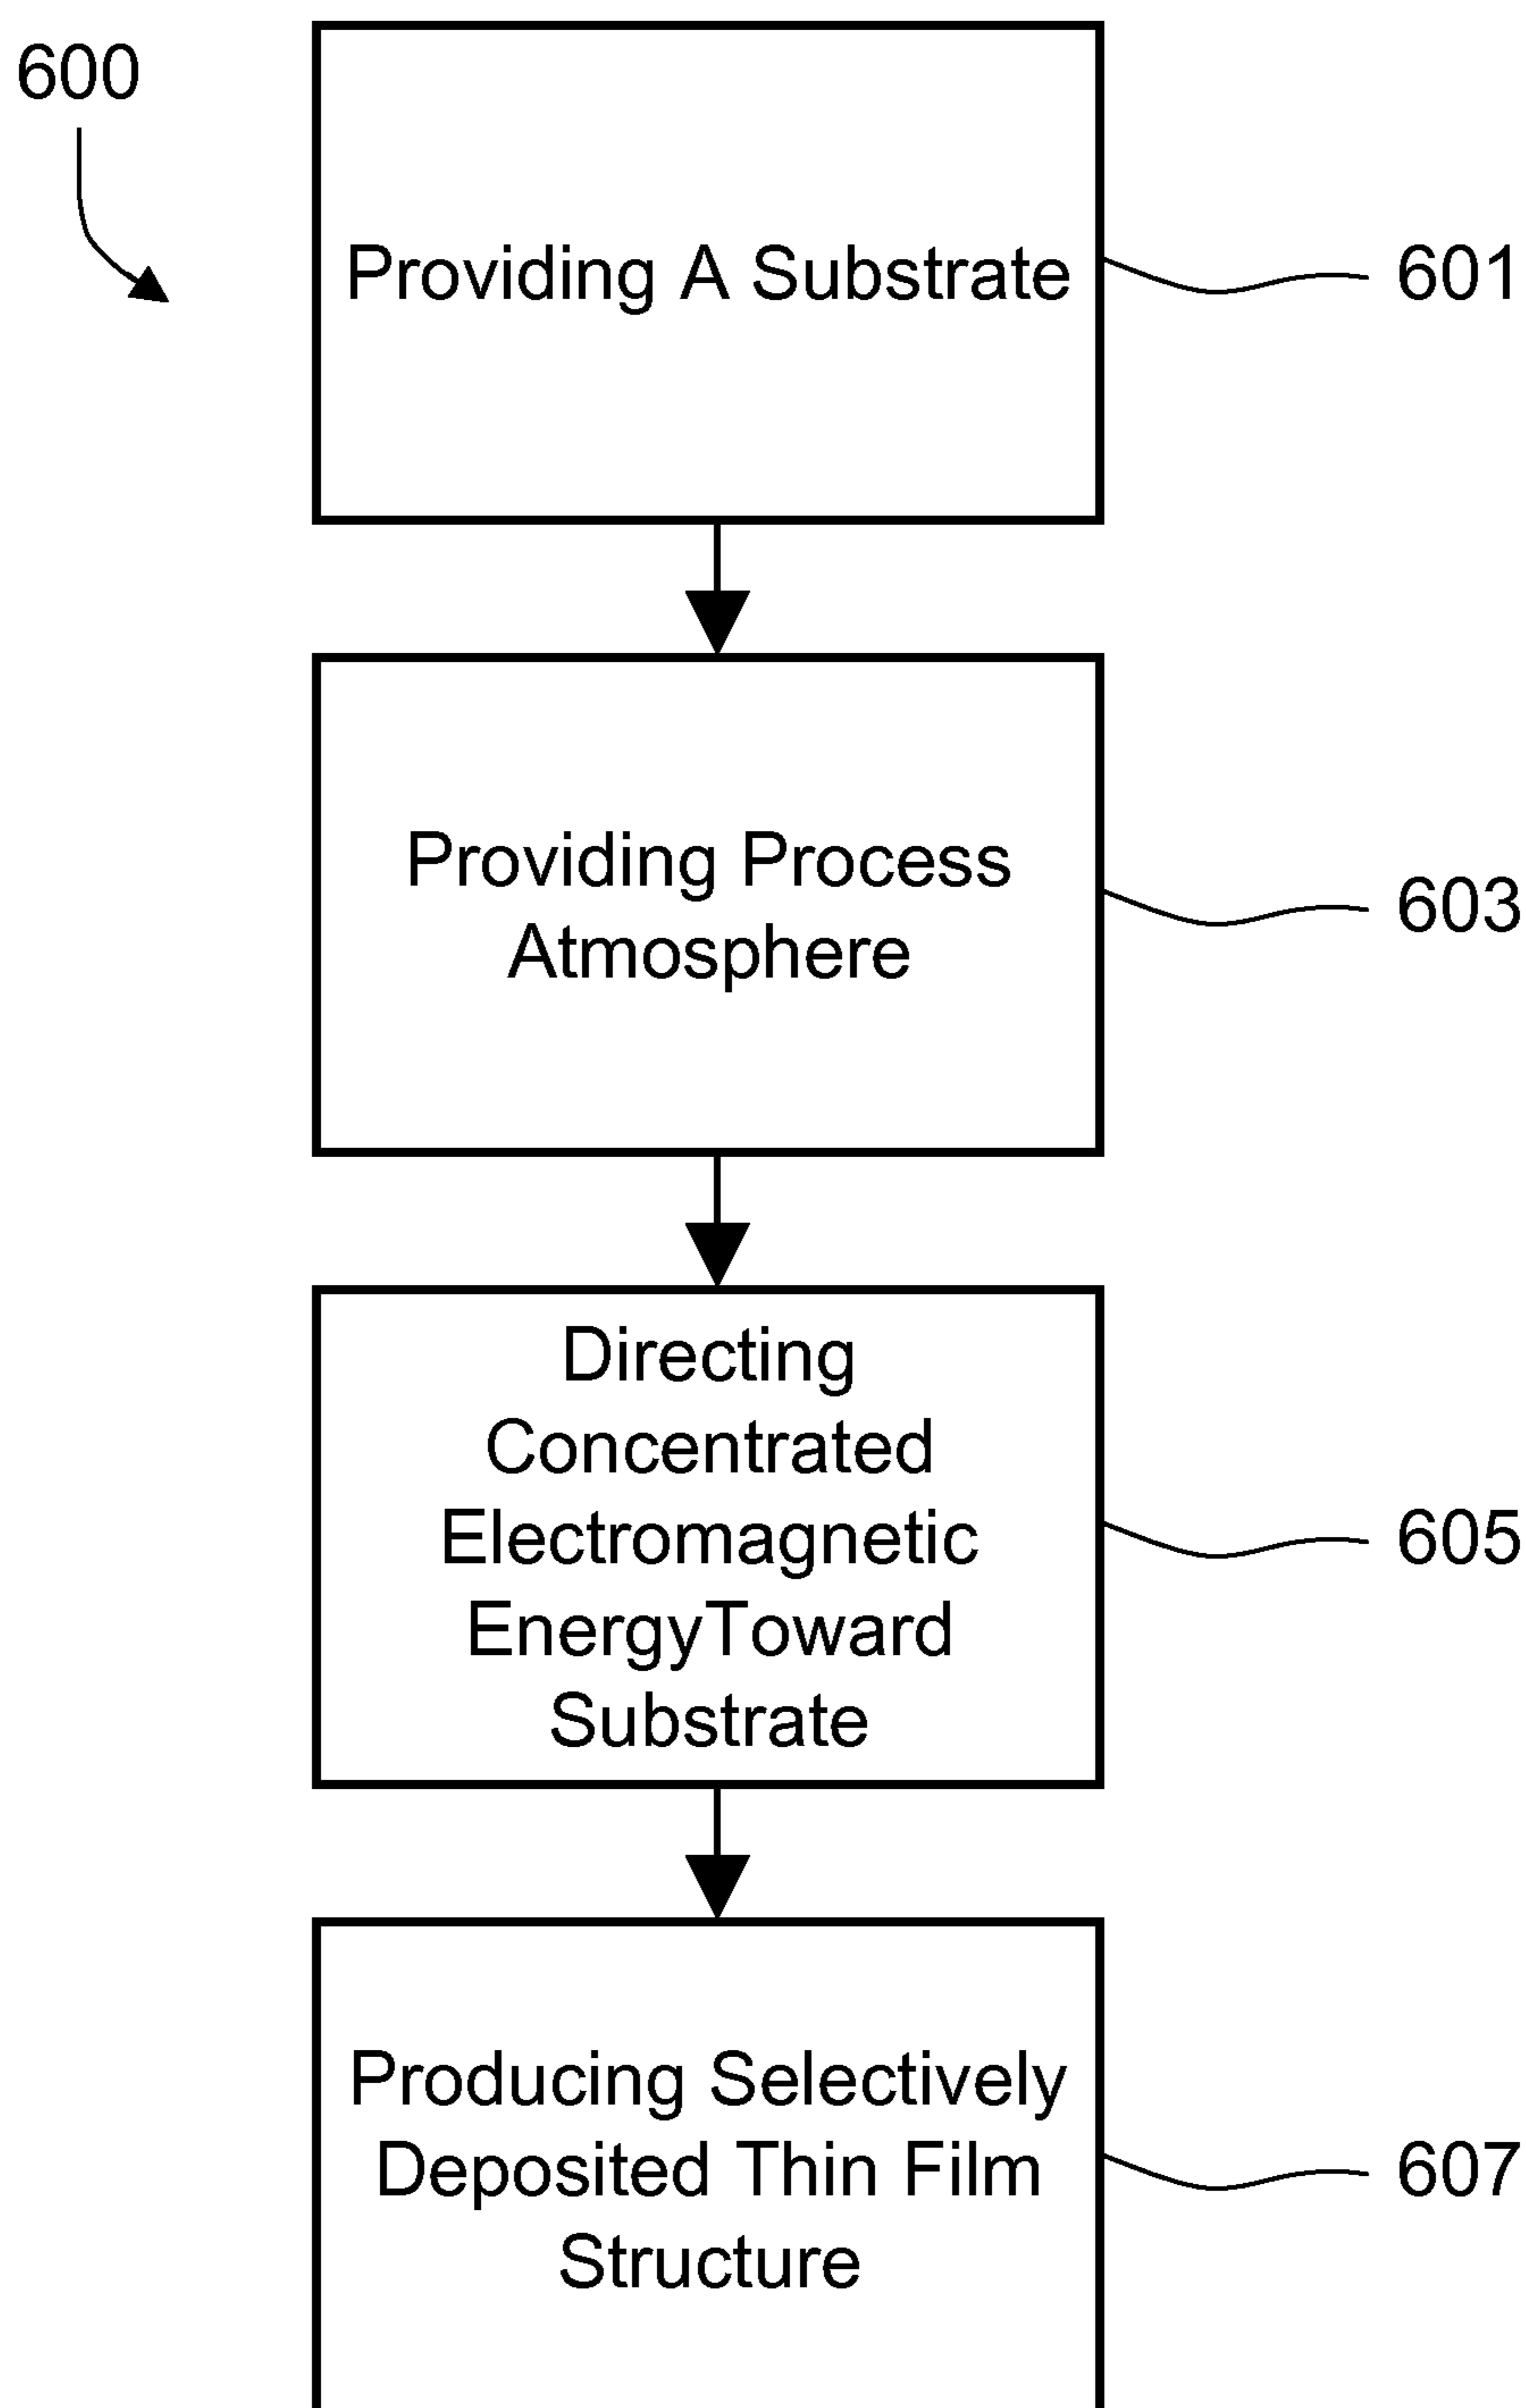 600
Providing A Substrate
601
Providing Process
Atmosphere
603
Directing
Concentrated
Electromagnetic
EnergyToward
Substrate
605
Producing Selectively
Deposited Thin Film
Structure
607